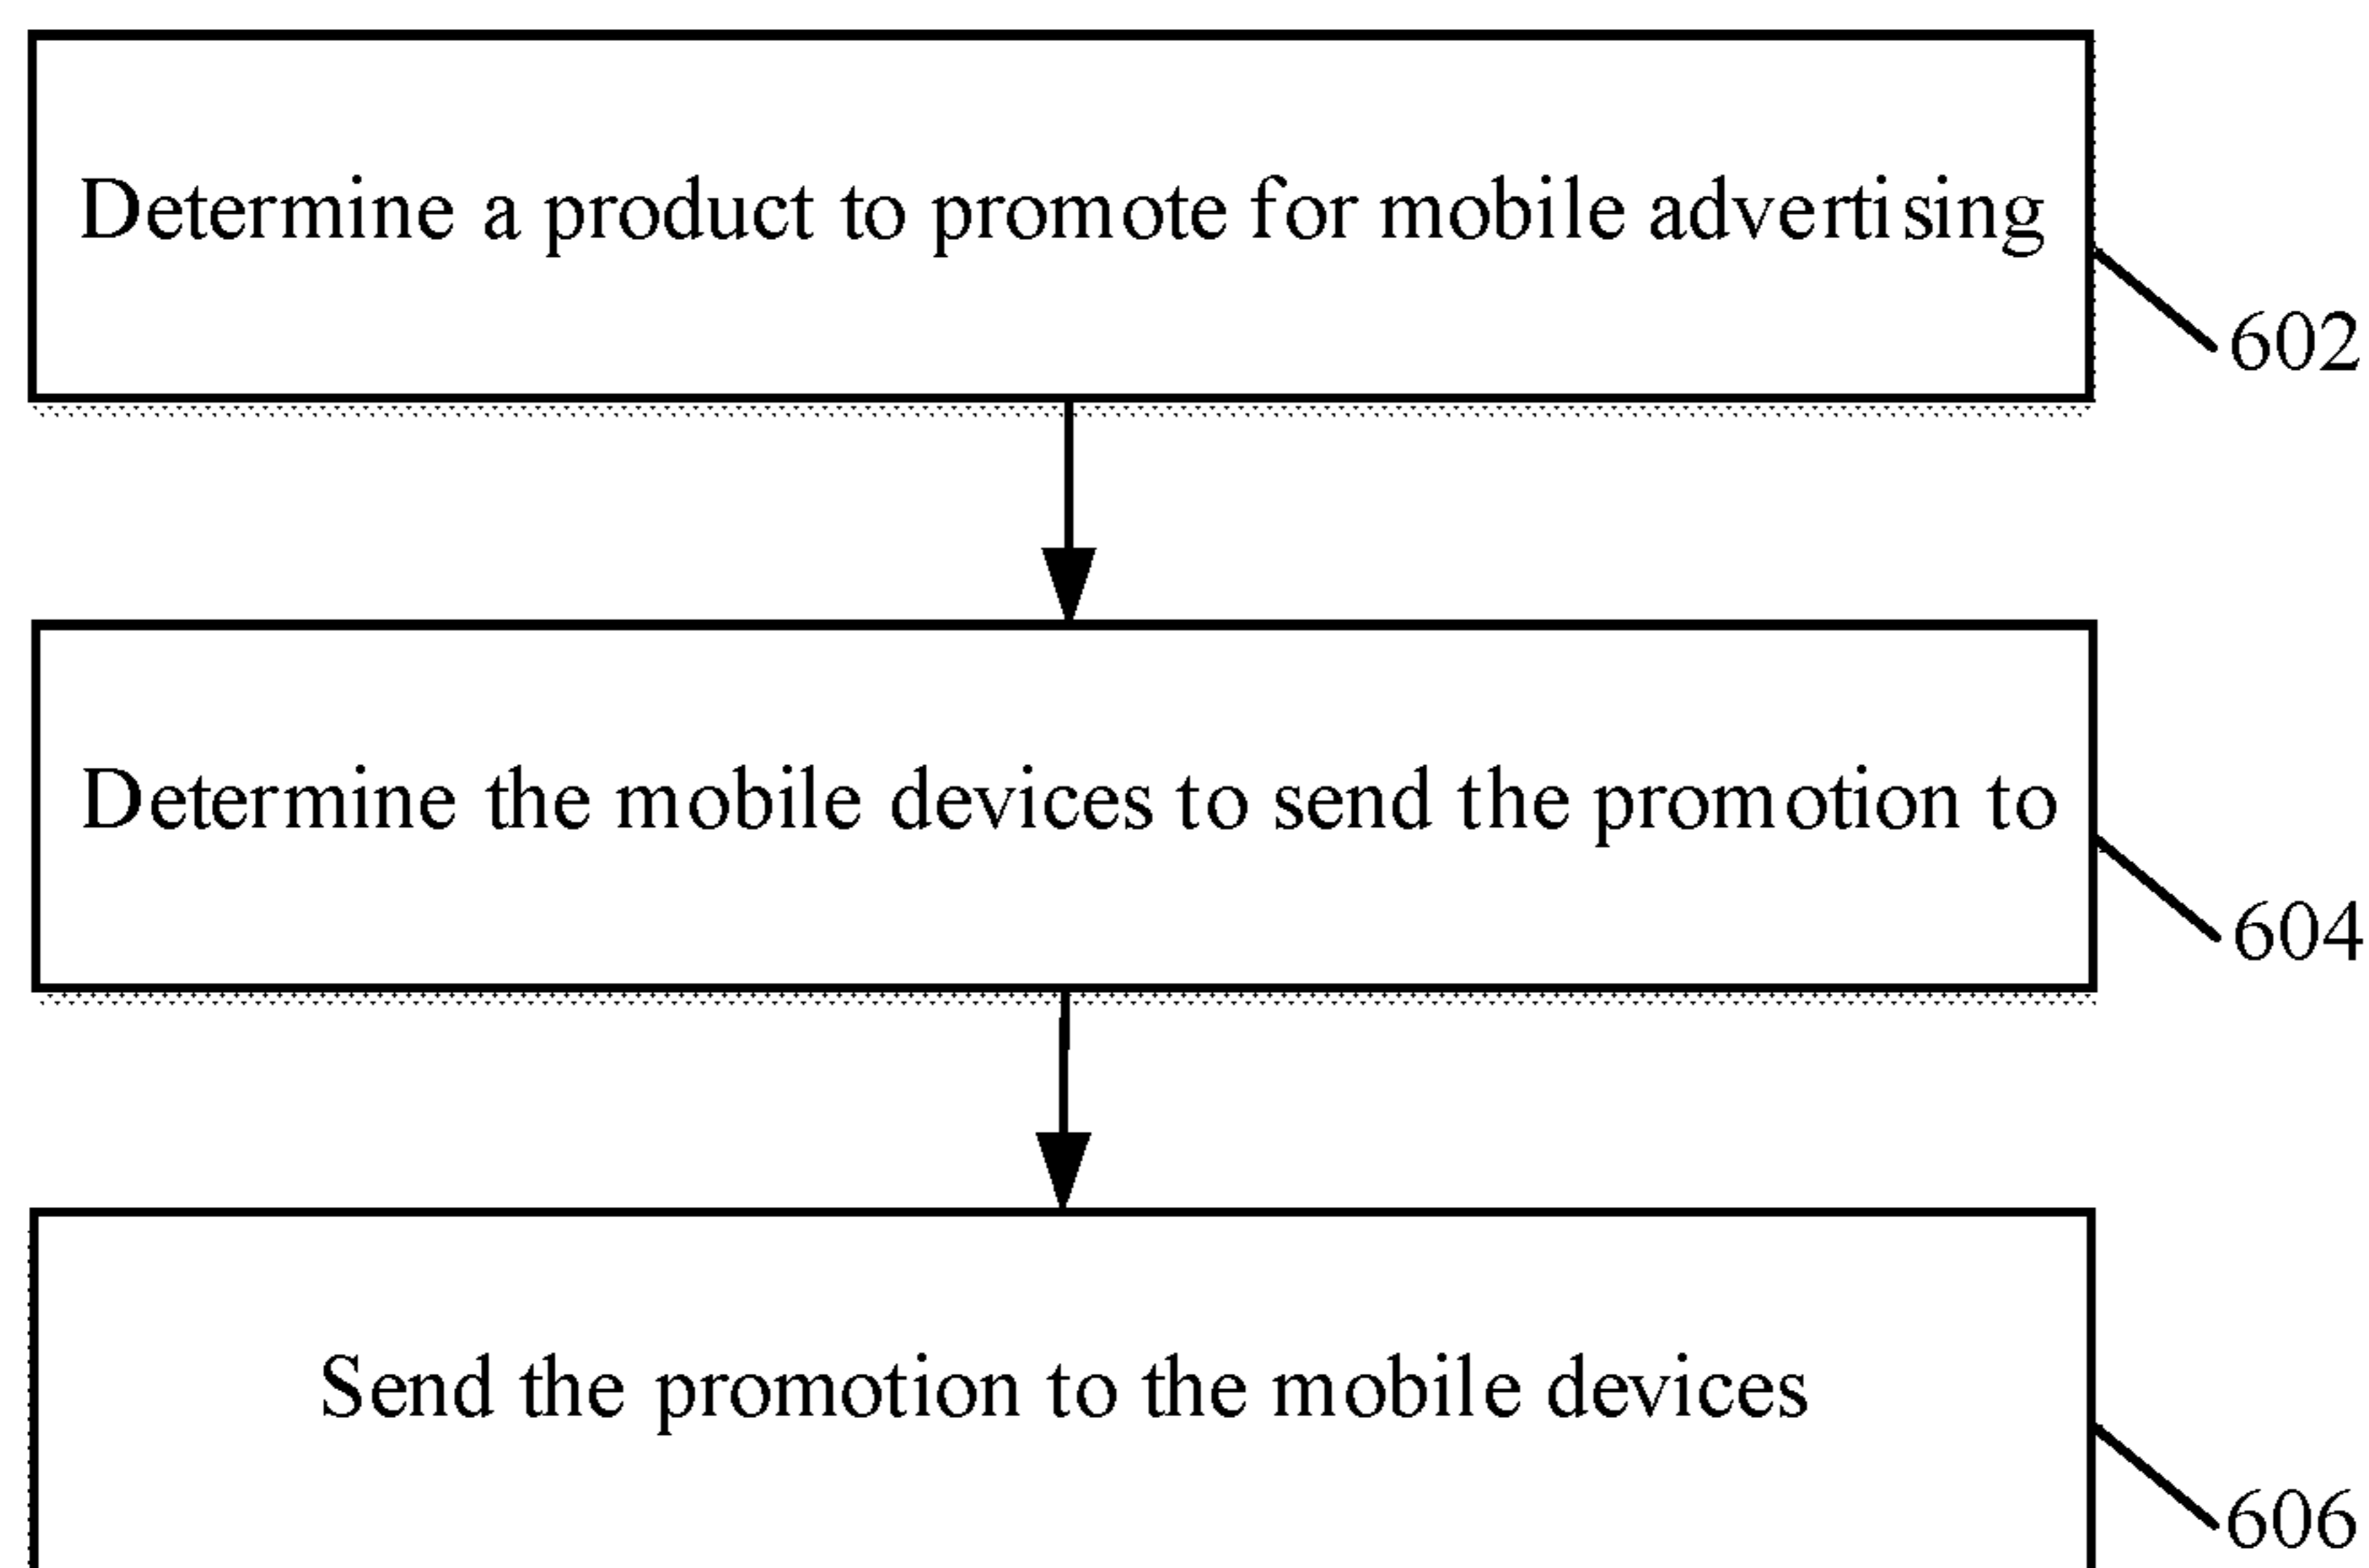 Determine a product to promote for mobile advertising
602
Determine the mobile devices to send the promotion to
604
Send the promotion to the mobile devices
606